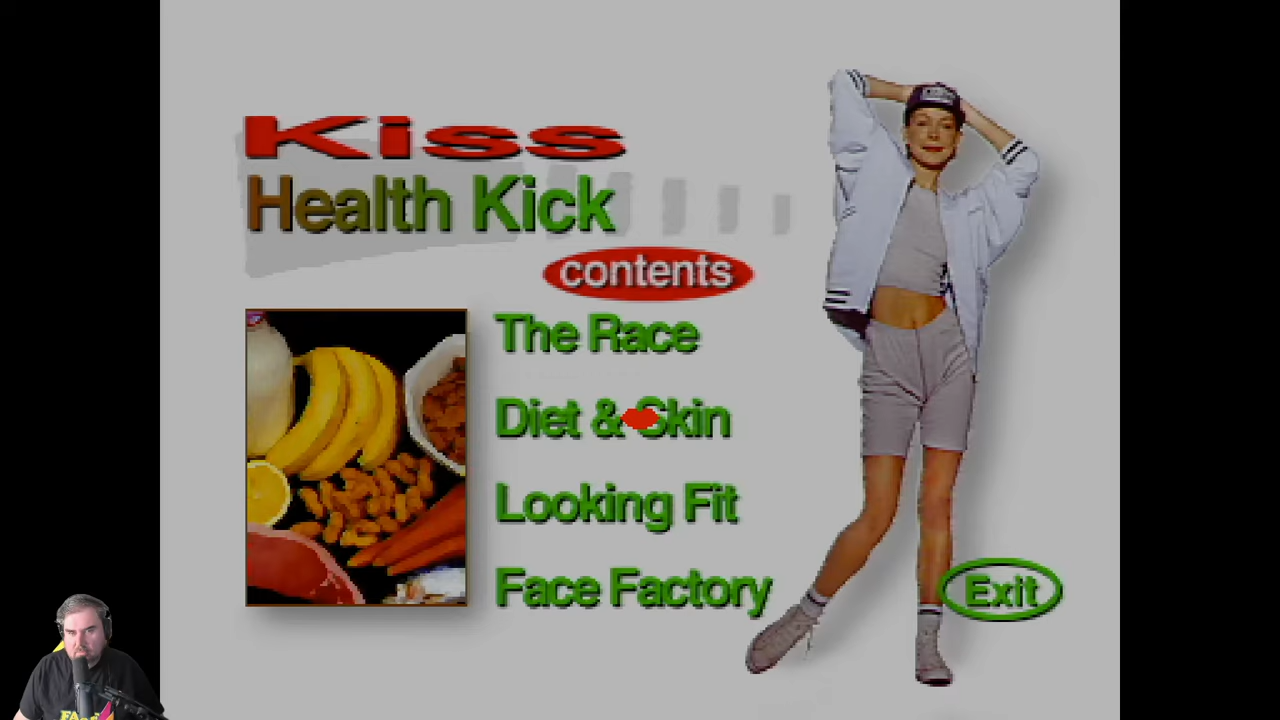 Kiss
Health Kick
contents
The Race
Diet & Skin
Looking Fit
Face Factory
Exit